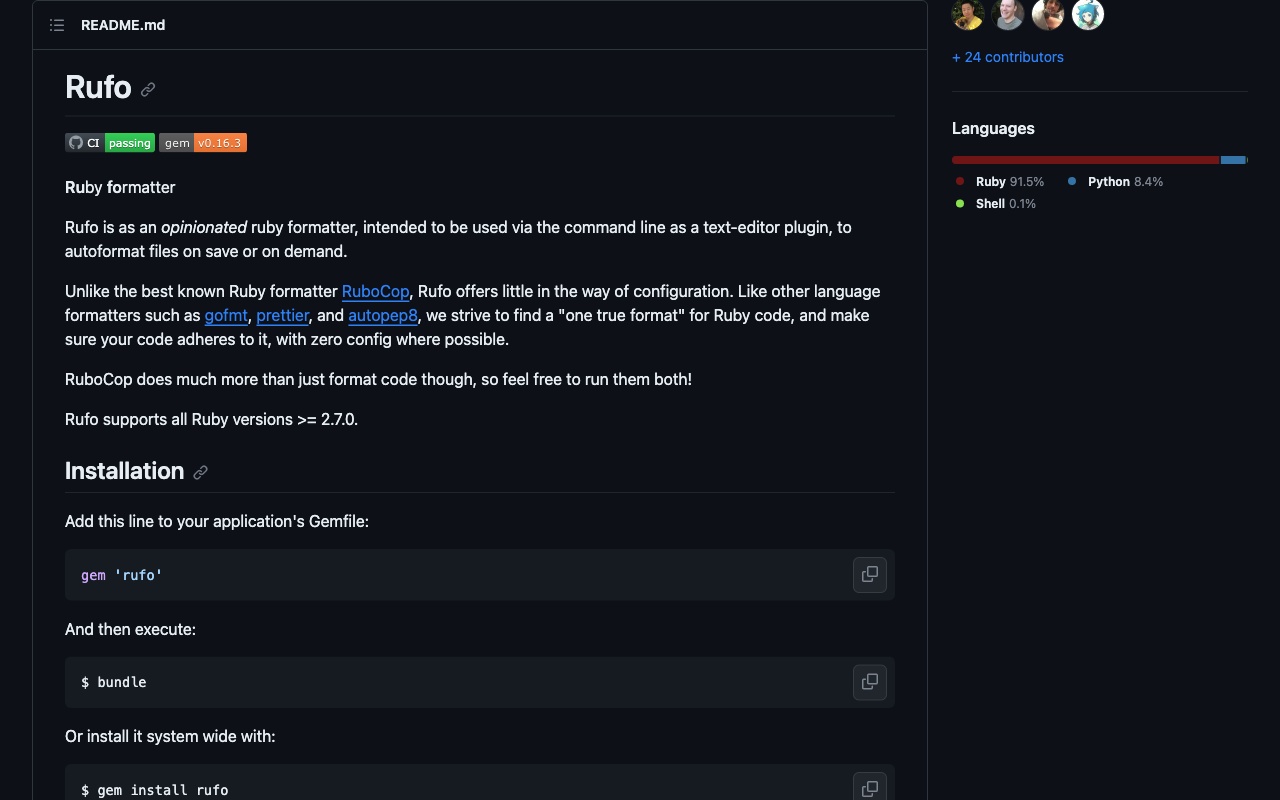 README.md
Rufo
CI passing gem v0.16.3
Ruby formatter
Rufo is as an opinionated ruby formatter, intended to be used via the command line as a text-editor plugin, to
autoformat files on save or on demand.
Unlike the best known Ruby formatter RuboCop, Rufo offers little in the way of configuration. Like other language
formatters such as gofmt, prettier, and autopep8, we strive to find a "one true format" for Ruby code, and make
sure your code adheres to it, with zero config where possible.
RuboCop does much more than just format code though, so feel free to run them both!
Rufo supports all Ruby versions >= 2.7.0.
Installation
Add this line to your application's Gemfile:
gem 'rufo'
And then execute:
$ bundle
Or install it system wide with:
$ gem install rufo
+ 24 contributors
Languages
Ruby 91.5% Python 8.4%
Shell 0.1%